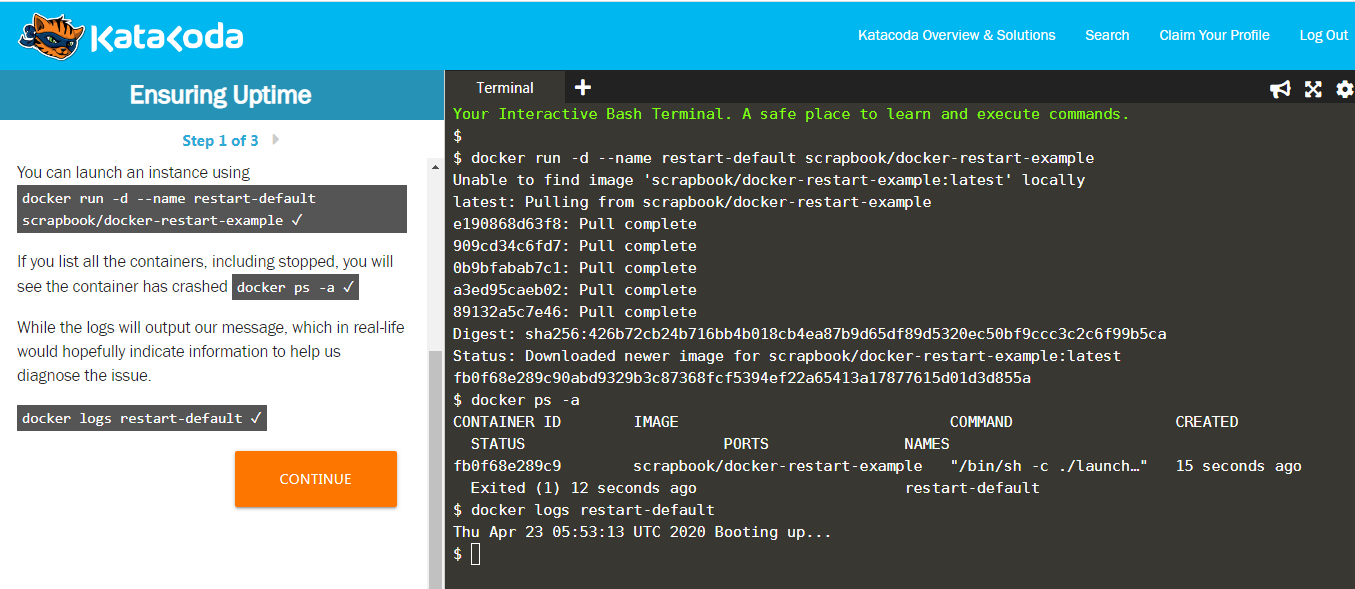 Katacoda
Katacoda Overview & Solutions
Search
Claim Your Profile
Log Out
Ensuring Uptime
Step 1 of 3
You can launch an instance using
docker run -d --name restart-default
scrapbook/docker-restart-example ✓
If you list all the containers, including stopped, you will
see the container has crashed docker ps -a ✓
While the logs will output our message, which in real-life
would hopefully indicate information to help us
diagnose the issue.
docker logs restart-default ✓
CONTINUE
Terminal
Your Interactive Bash Terminal. A safe place to learn and execute commands.
$
$ docker run -d --name restart-default scrapbook/docker-restart-example
Unable to find image 'scrapbook/docker-restart-example:latest' locally
latest: Pulling from scrapbook/docker-restart-example
e190868d63f8: Pull complete
909cd34c6fd7: Pull complete
0b9bfabab7c1: Pull complete
a3ed95caeb02: Pull complete
89132a5c7e46: Pull complete
Digest: sha256:426b72cb24b716bb4b018cb4ea87b9d65df89d5320ec50bf9ccc3c2c6f99b5ca
Status: Downloaded newer image for scrapbook/docker-restart-example:latest
fb0f68e289c90abd9329b3c87368fcf5394ef22a65413a17877615d01d3d855a
$ docker ps -a
CONTAINER ID IMAGE COMMAND CREATED
STATUS PORTS NAMES
fb0f68e289c9 scrapbook/docker-restart-example "/bin/sh -c ./launch…" 15 seconds ago
Exited (1) 12 seconds ago restart-default
$ docker logs restart-default
Thu Apr 23 05:53:13 UTC 2020 Booting up...
$